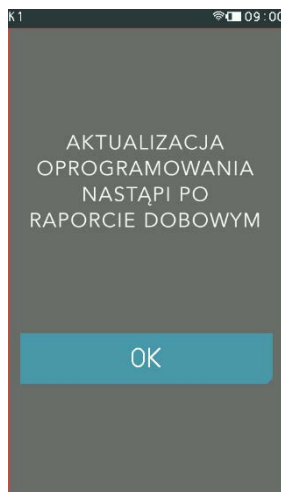 K1 09:00
AKTUALIZACJA
OPROGRAMOWANIA
NASTĄPI PO
RAPORCIE DOBOWYM
OK